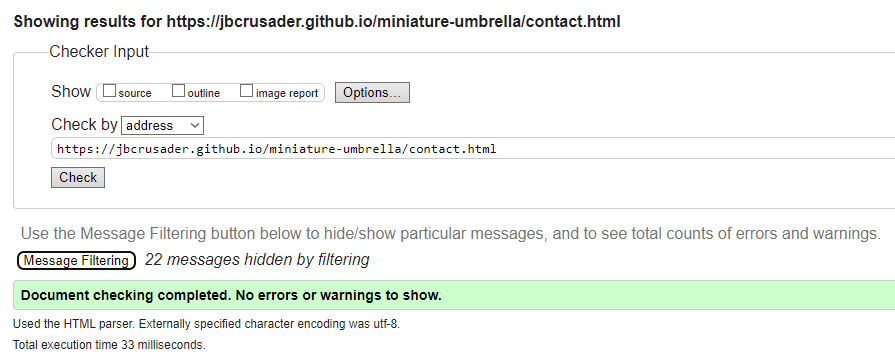 Showing results for https://jbcrusader.github.io/miniature-umbrella/contact.html
Checker Input
Show source outline image report Options...
Check by address
https://jbcrusader.github.io/miniature-umbrella/contact.html
Check
Use the Message Filtering button below to hide/show particular messages, and to see total counts of errors and warnings.
Message Filtering 22 messages hidden by filtering
Document checking completed. No errors or warnings to show.
Used the HTML parser. Externally specified character encoding was utf-8.
Total execution time 33 milliseconds.